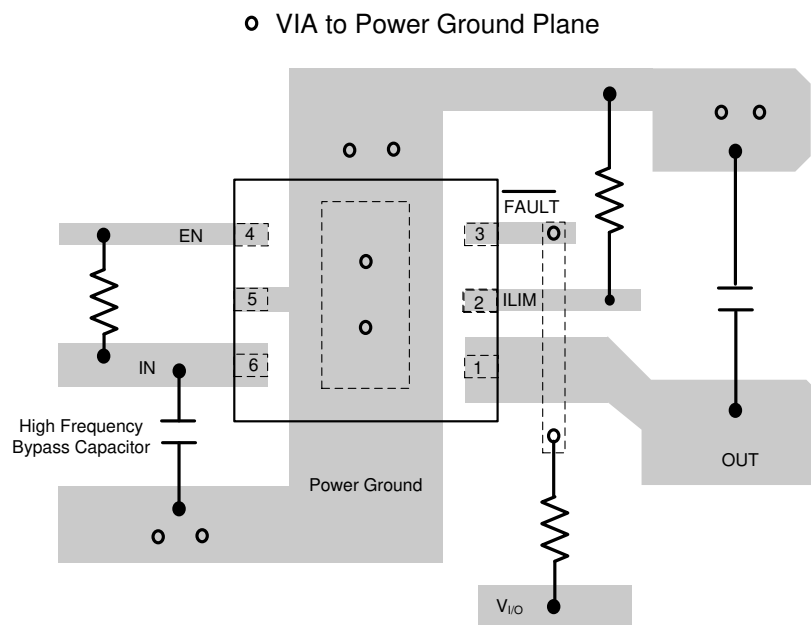 VIA to Power Ground Plane
FAULT
EN
4
3
5
2
ILIM
IN
6
1
High Frequency
Bypass Capacitor
OUT
Power Ground
V_I/O